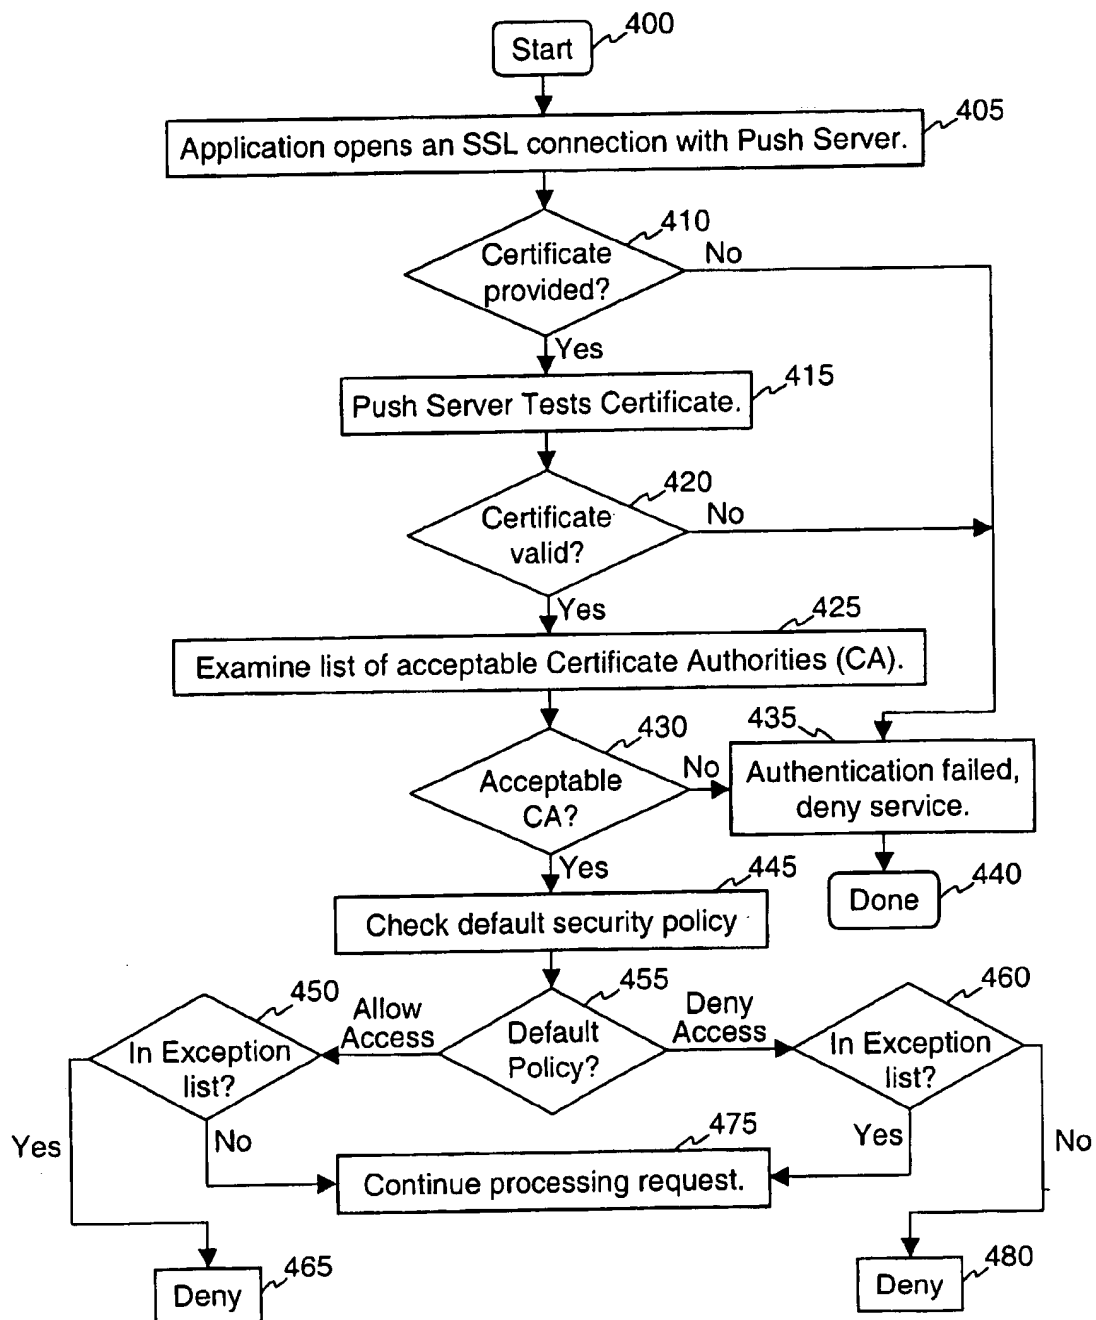 Start
400
Application opens an SSL connection with Push Server.
405
Certificate
provided?
410
No
Yes
Push Server Tests Certificate.
415
Certificate
valid?
420
No
Yes
Examine list of acceptable Certificate Authorities (CA).
425
Acceptable
CA?
430
No
435
Authentication failed,
deny service.
Yes
Done
440
Check default security policy
445
In Exception
list?
450
Allow
Access
Default
Policy?
455
Deny
Access
In Exception
list?
460
Yes
No
Continue processing request.
475
Yes
No
Deny
465
Deny
480